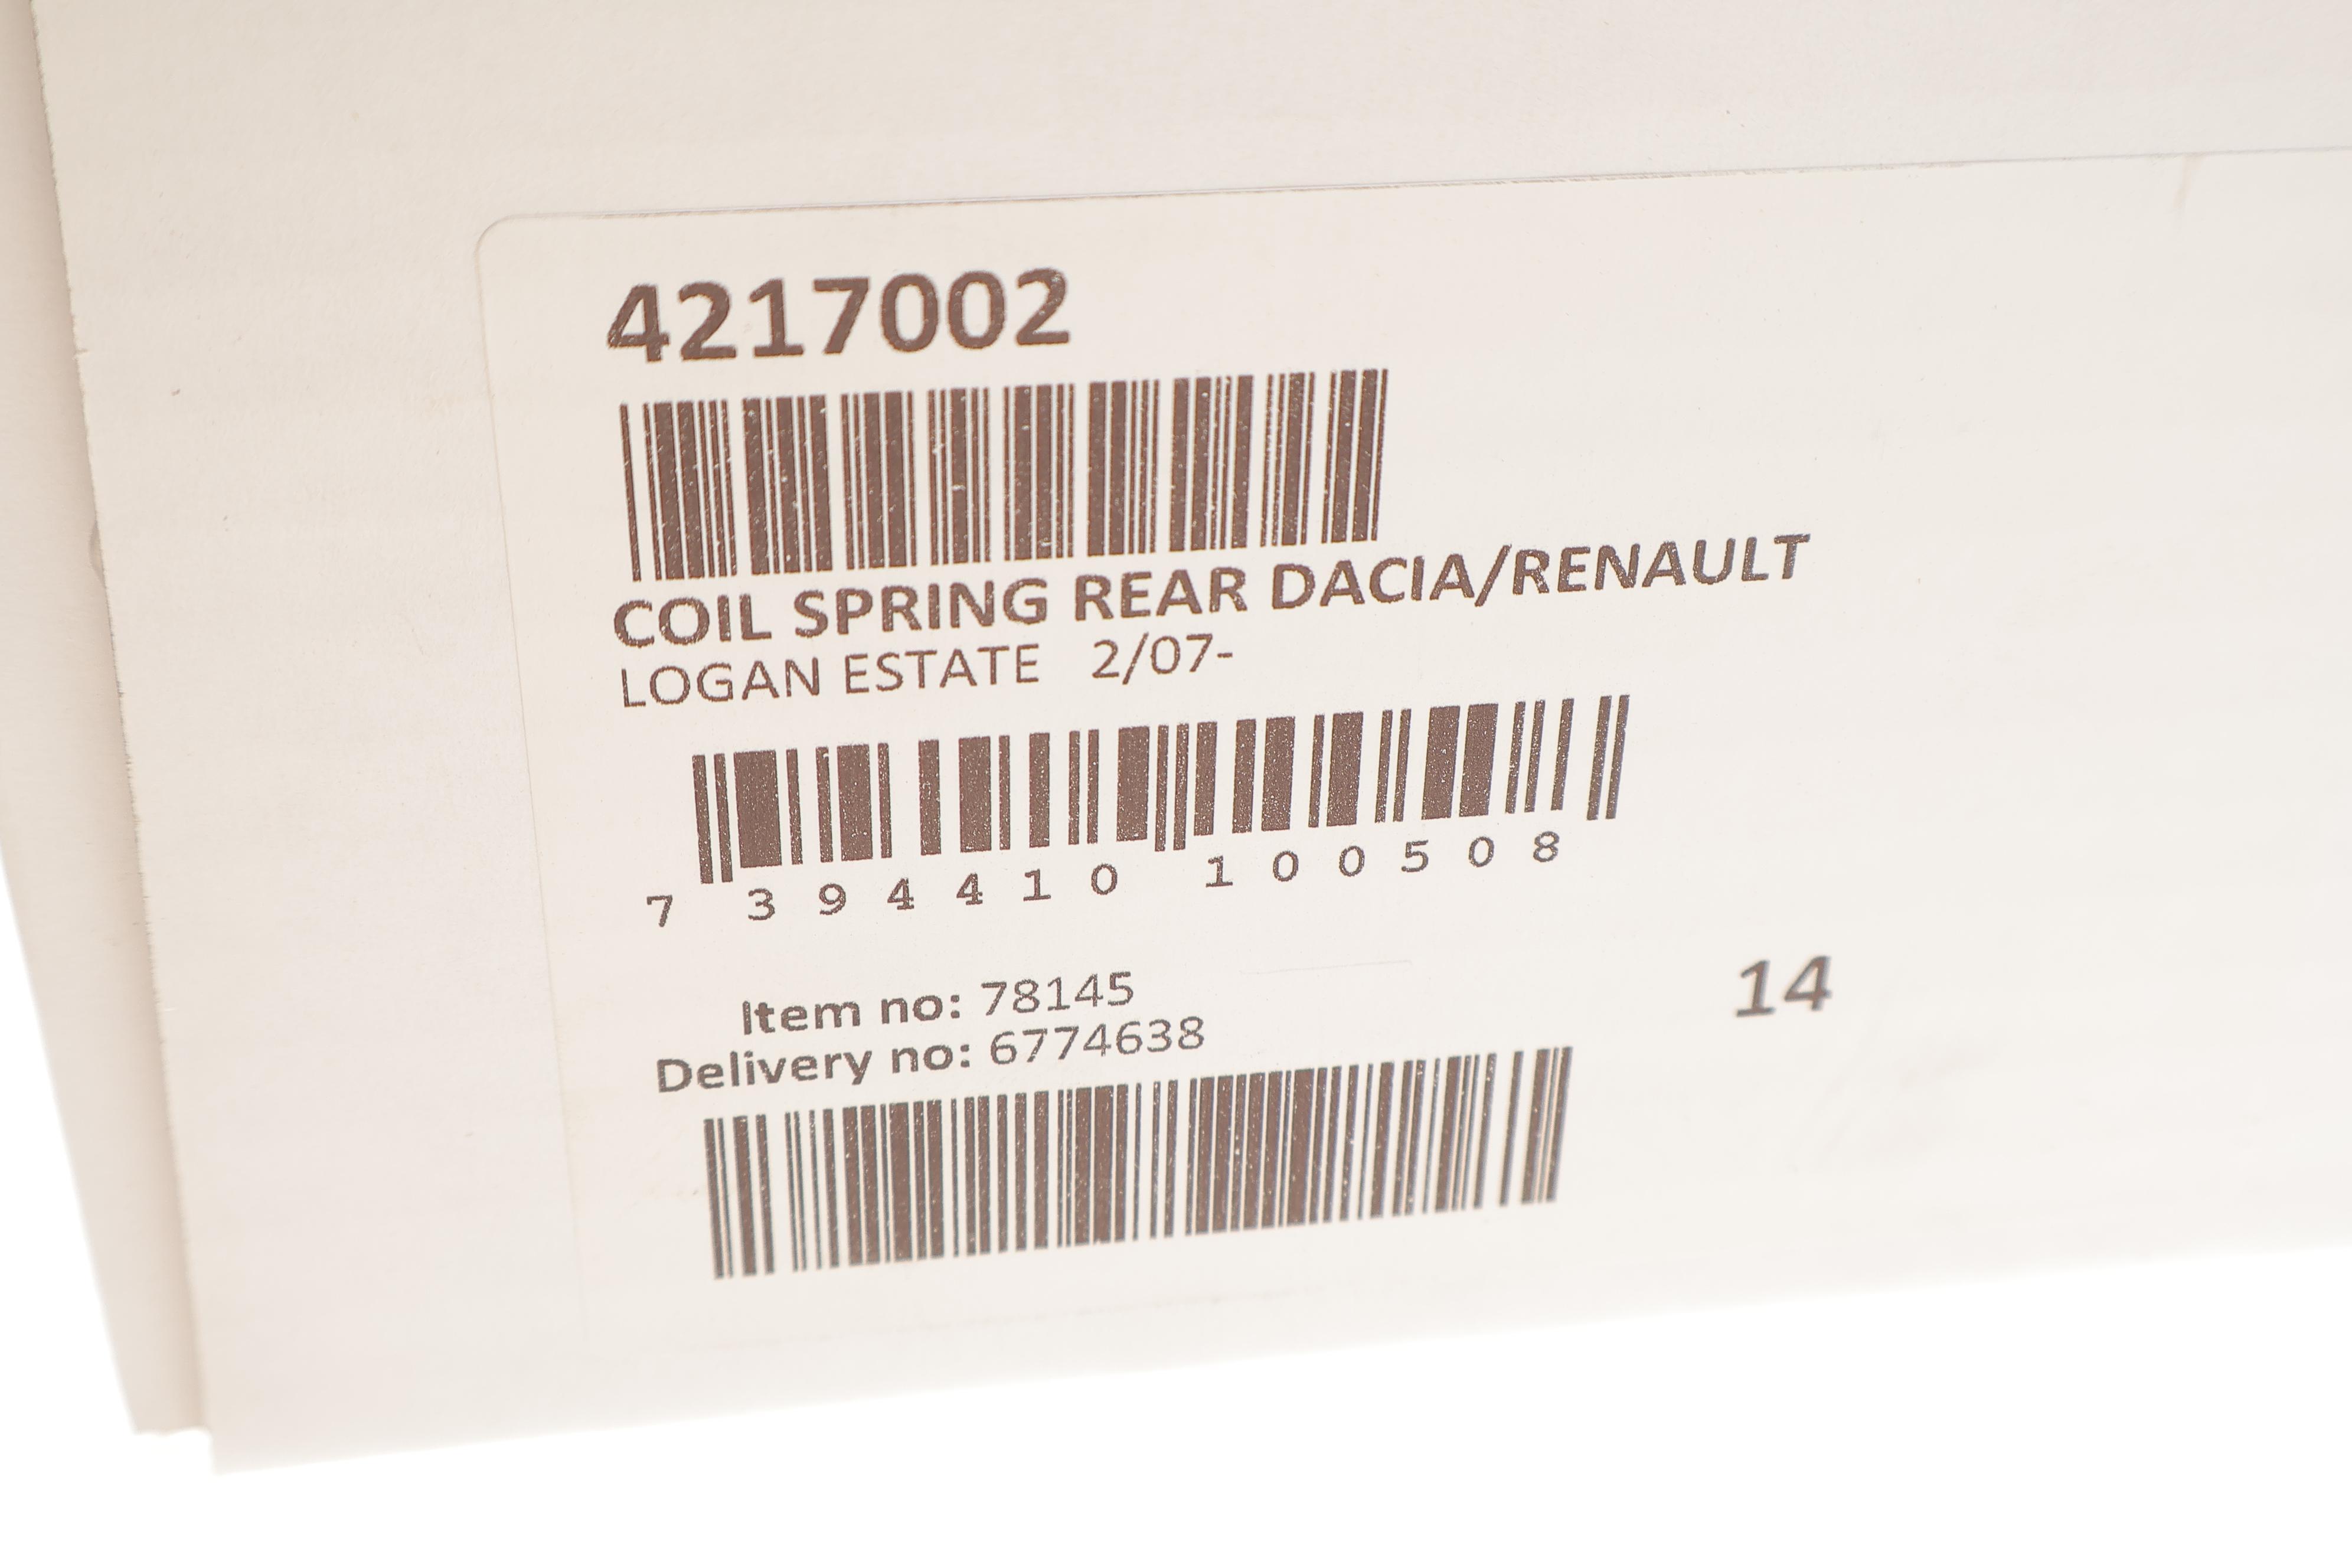 4217002
COIL SPRING REAR DACIA/RENAULT
LOGAN ESTATE 2/07-
7 394410 100508
Item no: 78145
14
Delivery no: 6774638